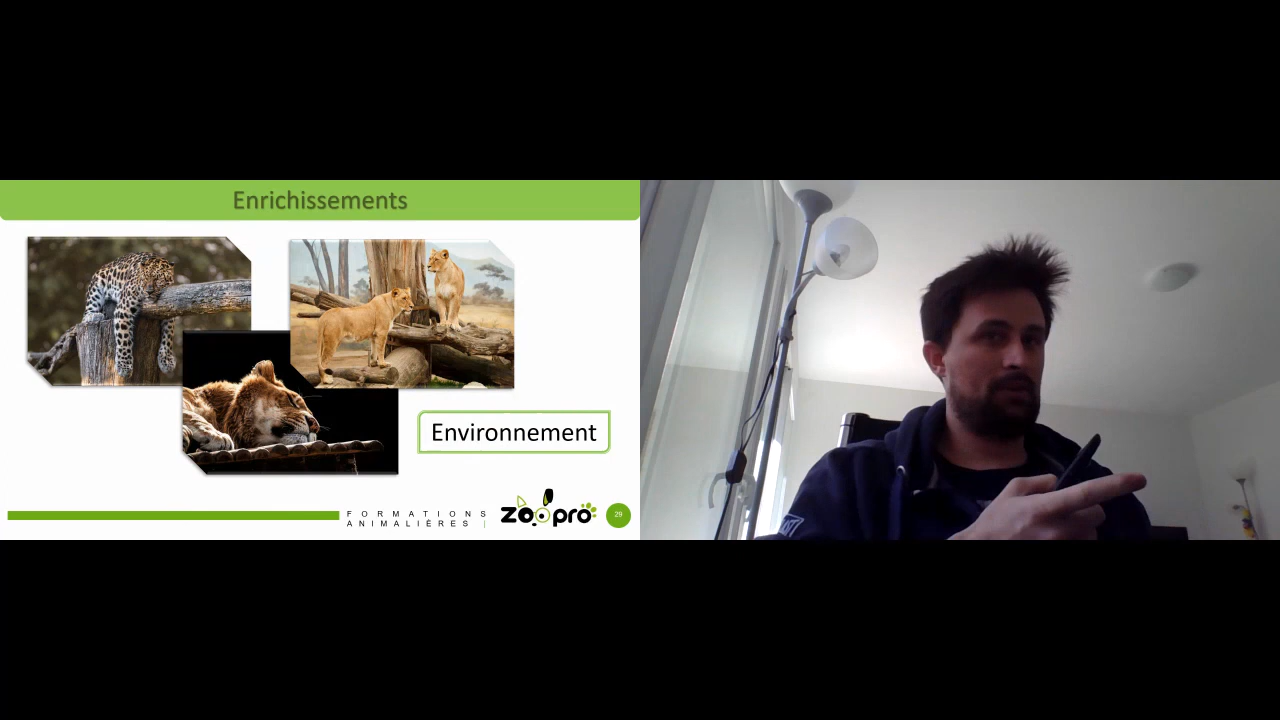 Enrichissements
Environnement
FORMATIONS
ANIMALIÈRES |
zoopro
29